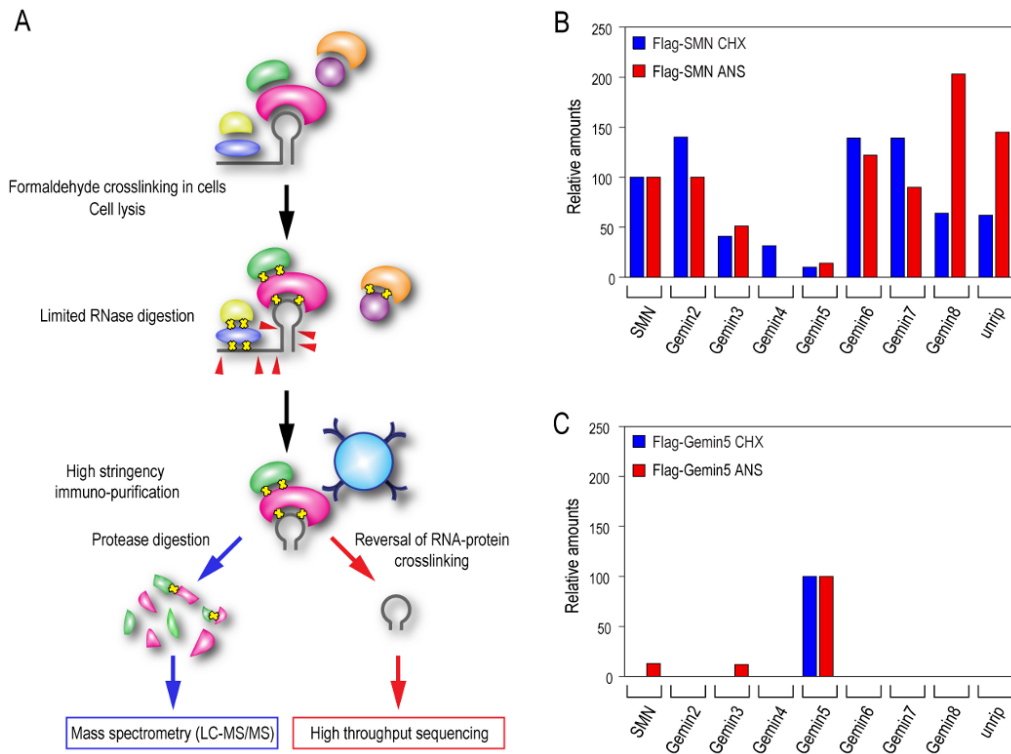 A
Formaldehyde crosslinking in cells
Cell lysis
Limited RNase digestion
High stringency
immuno-purification
Protease digestion
Reversal of RNA-protein
crosslinking
Mass spectrometry (LC-MS/MS)
High throughput sequencing
B
Flag-SMN CHX
Flag-SMN ANS
Relative amounts
250
200
150
100
50
0
SMN
Gemin2
Gemin3
Gemin4
Gemin5
Gemin6
Gemin7
Gemin8
unrip
C
Flag-Gemin5 CHX
Flag-Gemin5 ANS
Relative amounts
250
200
150
100
50
0
SMN
Gemin2
Gemin3
Gemin4
Gemin5
Gemin6
Gemin7
Gemin8
unrip